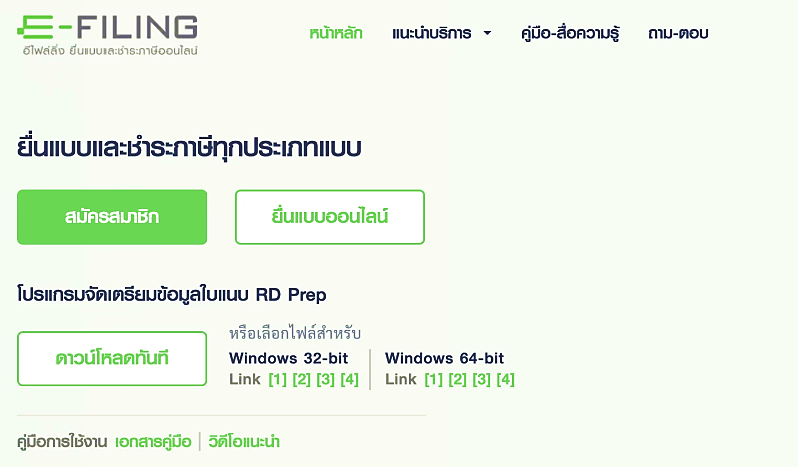 E-FILING
อีไฟล์ลิ่ง ยื่นแบบและชำระภาษีออนไลน์
หน้าหลัก แนะนำบริการ คู่มือ-สื่อความรู้ ถาม-ตอบ
ยื่นแบบและชำระภาษีทุกประเภทแบบ
สมัครสมาชิก ยื่นแบบออนไลน์
โปรแกรมจัดเตรียมข้อมูลใบแนบ RD Prep
ดาวน์โหลดทันที
หรือเลือกไฟล์สำหรับ
Windows 32-bit Windows 64-bit
Link [1] [2] [3] [4] Link [1] [2] [3] [4]
คู่มือการใช้งาน เอกสารคู่มือ | วิดีโอแนะนำ